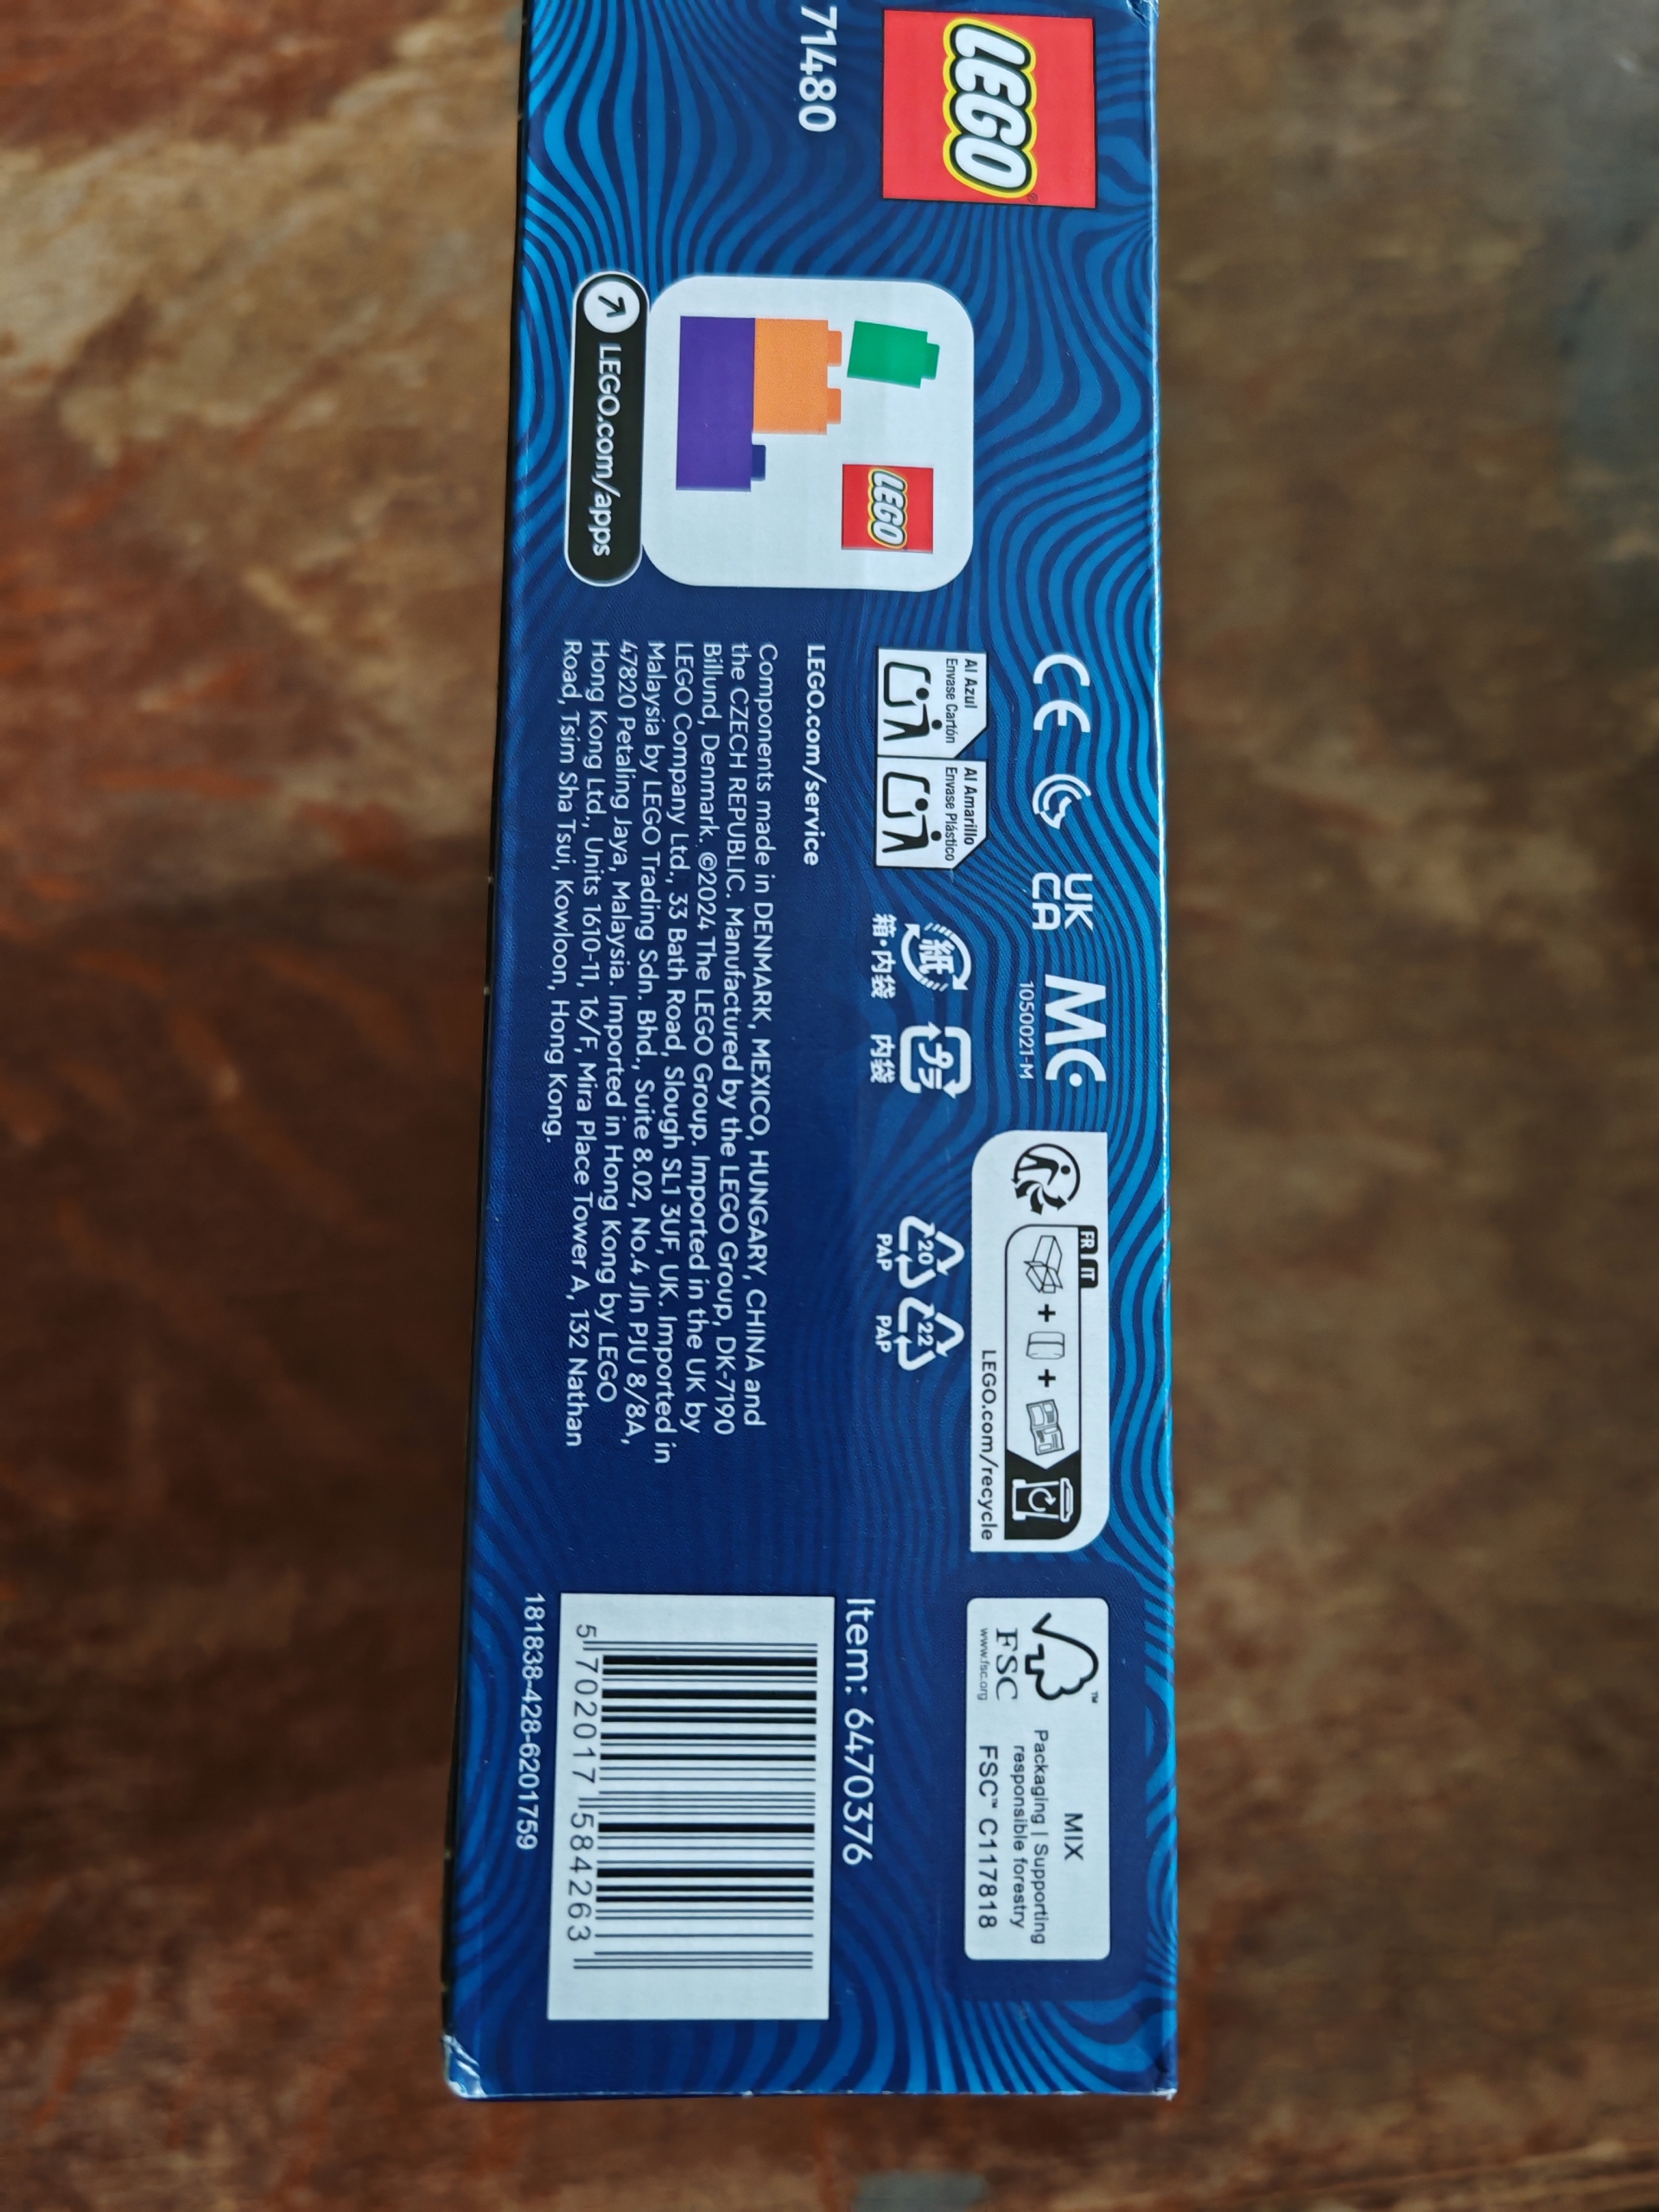 LEGO
71480
LEGO
LEGO.com/apps
CE
UK
CA
MC
1050021-M
FR IT
LEGO.com/recycle
Al Azul
Envase Cartón
Al Amarillo
Envase Plástico
紙
箱・内袋
プラ
内袋
20
PAP
22
PAP
LEGO.com/service
Components made in DENMARK, MEXICO, HUNGARY, CHINA and
the CZECH REPUBLIC. Manufactured by the LEGO Group, DK-7190
Billund, Denmark. ©2024 The LEGO Group. Imported in the UK by
LEGO Company Ltd., 33 Bath Road, Slough SL1 3UF, UK. Imported in
Malaysia by LEGO Trading Sdn. Bhd., Suite 8.02, No.4 Jln PJU 8/8A,
47820 Petaling Jaya, Malaysia. Imported in Hong Kong by LEGO
Hong Kong Ltd., Units 1610-11, 16/F, Mira Place Tower A, 132 Nathan
Road, Tsim Sha Tsui, Kowloon, Hong Kong.
FSC
www.fsc.org
MIX
Packaging | Supporting
responsible forestry
FSC™ C117818
Item: 6470376
5 702017 584263
181838-428-6201759